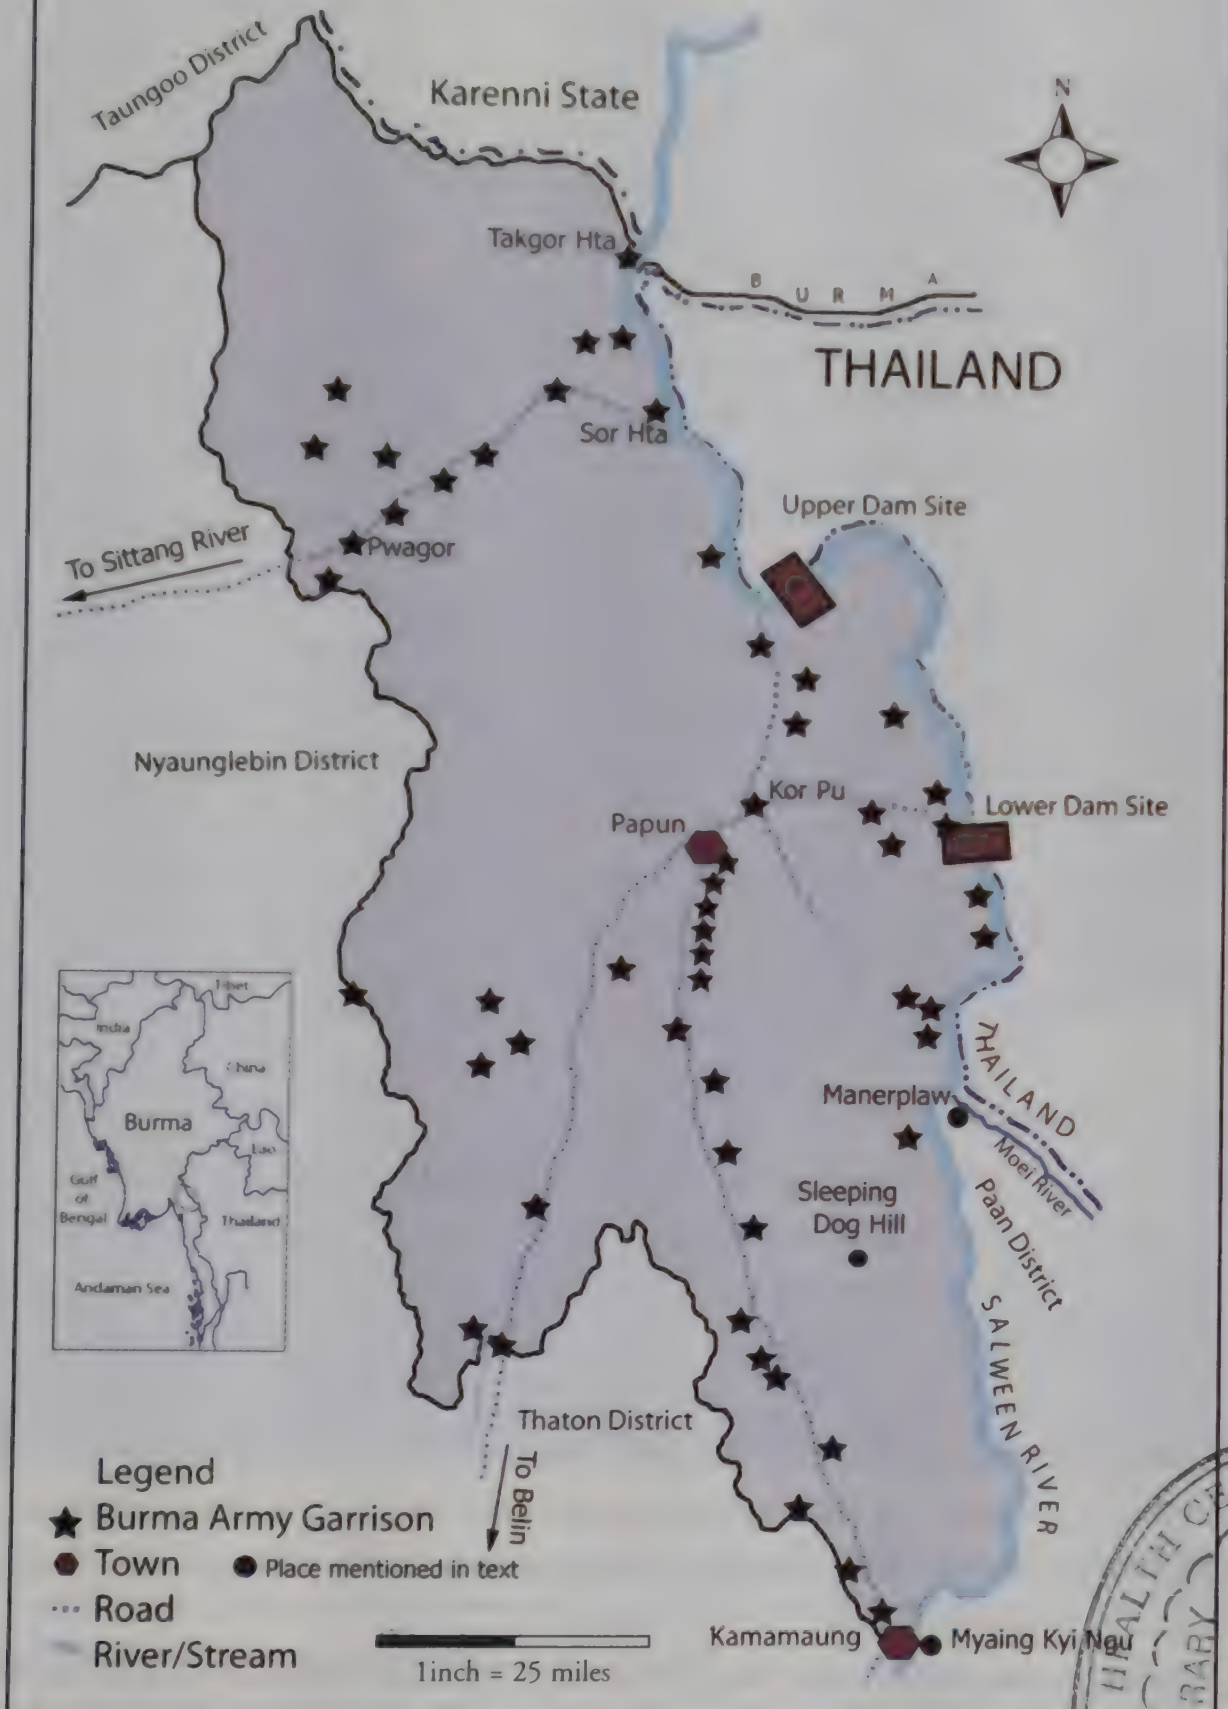 Taungoo District
Karenni State
N
Takgor Hta
BURMA
THAILAND
Sor Hta
Upper Dam Site
To Sittang River
Pwagor
Nyaunglebin District
Kor Pu
Papun
Lower Dam Site
Tibet
India
China
Burma
Lao
Gulf
of
Bengal
Thailand
Andaman Sea
THAILAND
Manerplaw
Moei River
Sleeping
Dog Hill
Paan District
SALWEEN RIVER
Thaton District
To Belin
Legend
Burma Army Garrison
Town
Place mentioned in text
Road
River/Stream
1inch = 25 miles
Kamamaung
Myaing Kyi Ngu
HEALTH